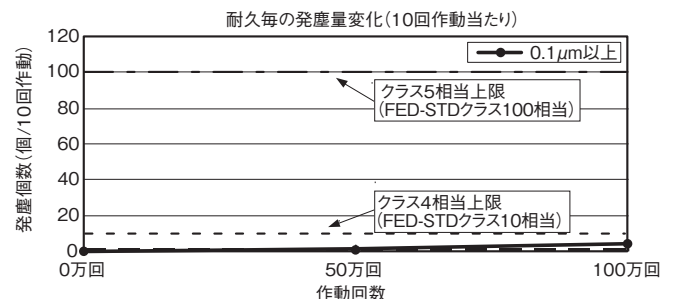 耐久毎の発塵量変化(10回作動当たり)
発塵個数(個/10回作動)
120
100
80
60
40
20
0
0.1μm以上
クラス5相当上限
(FED-STDクラス100相当)
クラス4相当上限
(FED-STDクラス10相当)
0万回
50万回
100万回
作動回数